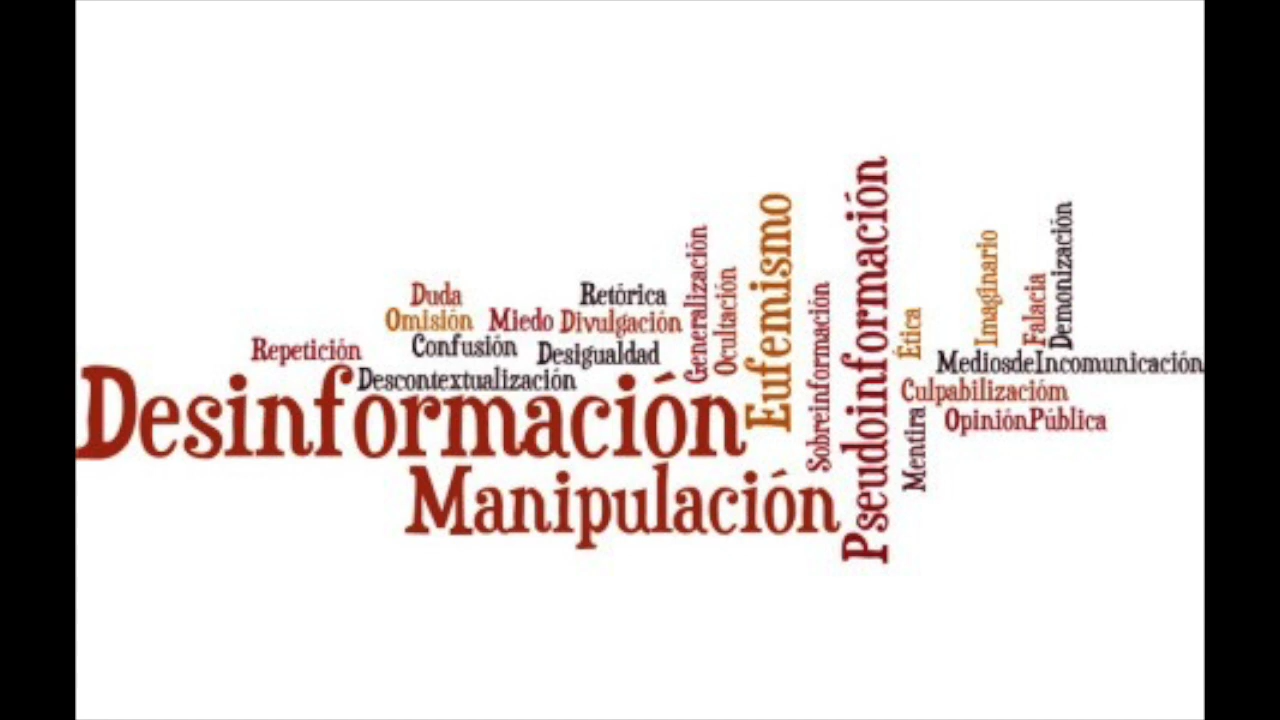 Duda
Retórica
Omisión
Miedo
Divulgación
Repetición
Confusión
Desigualdad
Descontextualización
Desinformación
Manipulación
Generalización
Ocultación
Eufemismo
Sobreinformación
Pseudoinformación
Ética
Imaginario
Falacia
Demonización
MediosdeIncomunicación
Culpabilizacióm
OpiniónPública
Mentira